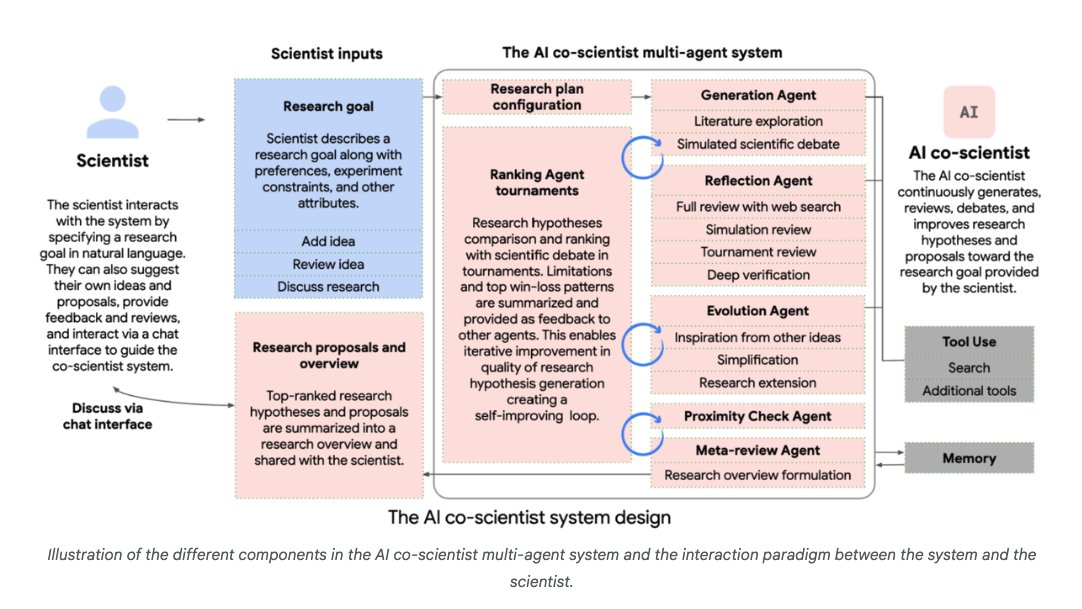 Scientist inputs
The AI co-scientist multi-agent system
Scientist
The scientist interacts
with the system by
specifying a research
goal in natural language.
They can also suggest
their own ideas and
proposals, provide
feedback and reviews,
and interact via a chat
interface to guide the
co-scientist system.
Discuss via
chat interface
Research goal
Scientist describes a
research goal along with
preferences, experiment
constraints, and other
attributes.
Add idea
Review idea
Discuss research
Research proposals and
overview
Top-ranked research
hypotheses and proposals
are summarized into a
research overview and
shared with the scientist.
Research plan
configuration
Ranking Agent
tournaments
Research hypotheses
comparison and ranking
with scientific debate in
tournaments. Limitations
and top win-loss patterns
are summarized and
provided as feedback to
other agents. This enables
iterative improvement in
quality of research
hypothesis generation
creating a
self-improving loop.
Generation Agent
Literature exploration
Simulated scientific debate
Reflection Agent
Full review with web search
Simulation review
Tournament review
Deep verification
Evolution Agent
Inspiration from other ideas
Simplification
Research extension
Proximity Check Agent
Meta-review Agent
Research overview formulation
AI
AI co-scientist
The AI co-scientist
continuously generates,
reviews, debates, and
improves research
hypotheses and
proposals toward the
research goal provided
by the scientist.
Tool Use
Search
Additional tools
Memory
The AI co-scientist system design
Illustration of the different components in the AI co-scientist multi-agent system and the interaction paradigm between the system and the
scientist.